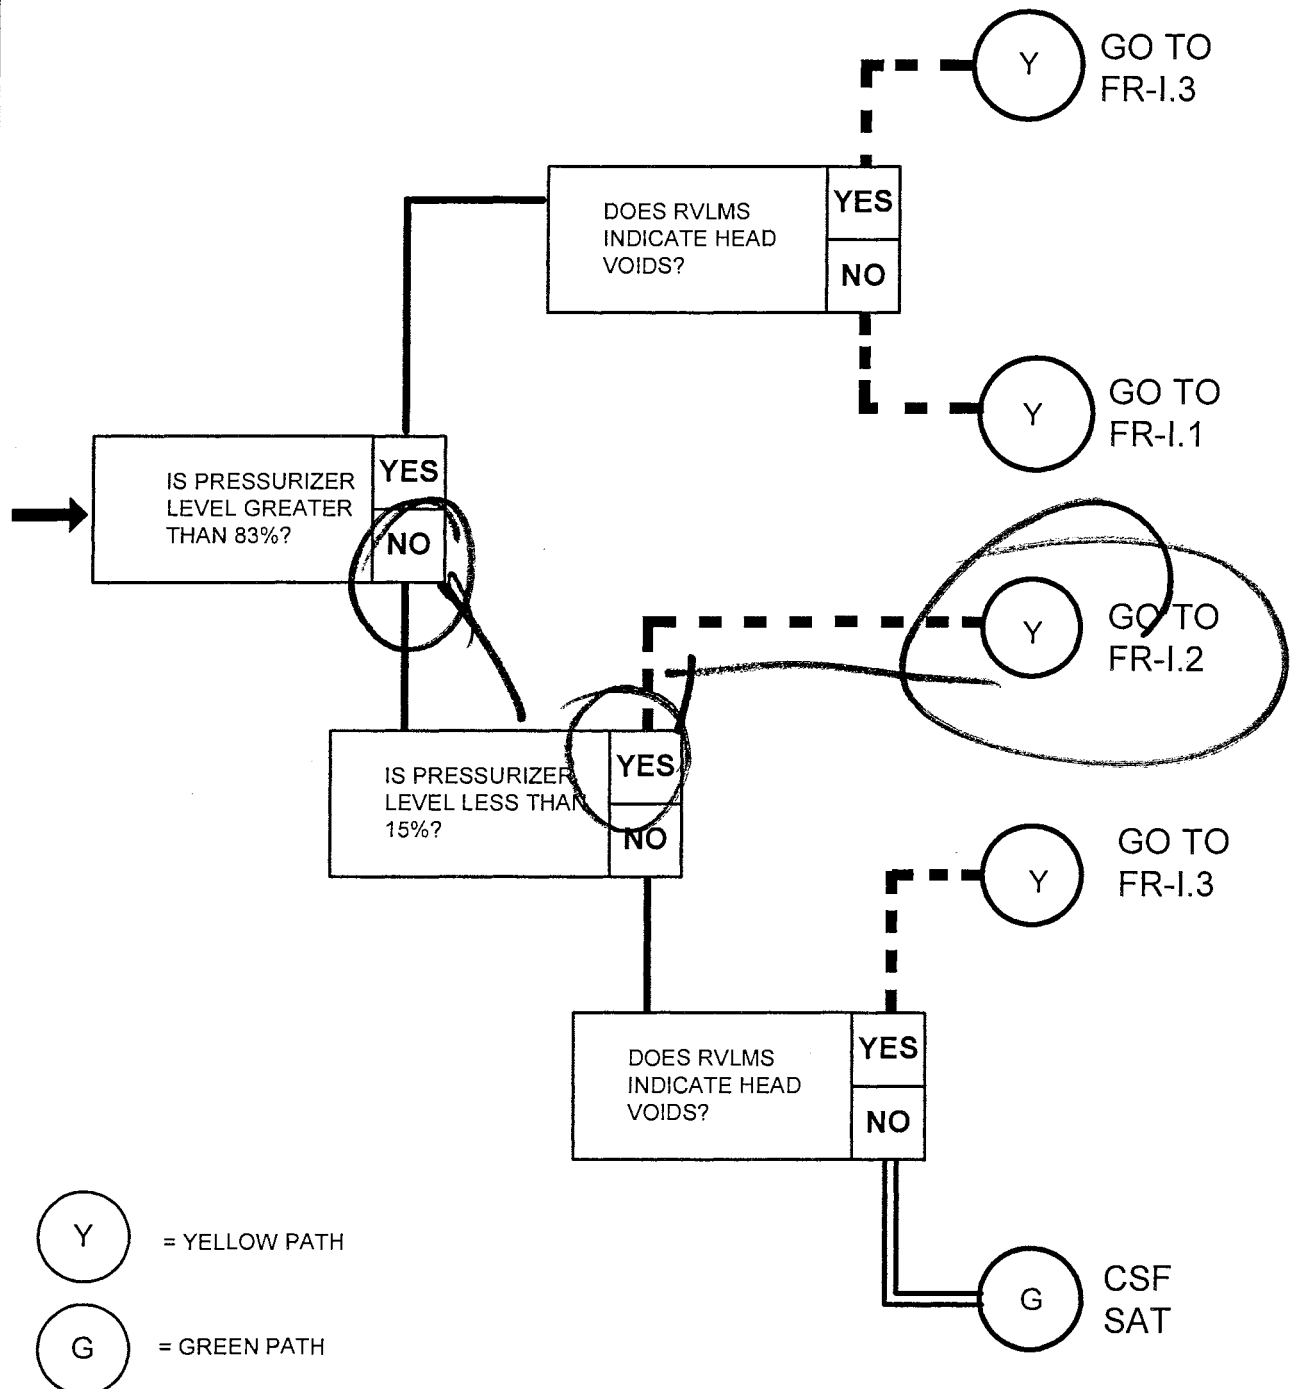 Y
GO TO
FR-I.3
DOES RVLMS
INDICATE HEAD
VOIDS?
YES
NO
Y
GO TO
FR-I.1
IS PRESSURIZER
LEVEL GREATER
THAN 83%?
YES
NO
Y
GO TO
FR-I.2
IS PRESSURIZER
LEVEL LESS THAN
15%?
YES
NO
Y
GO TO
FR-I.3
DOES RVLMS
INDICATE HEAD
VOIDS?
YES
NO
G
CSF
SAT
Y
= YELLOW PATH
G
= GREEN PATH